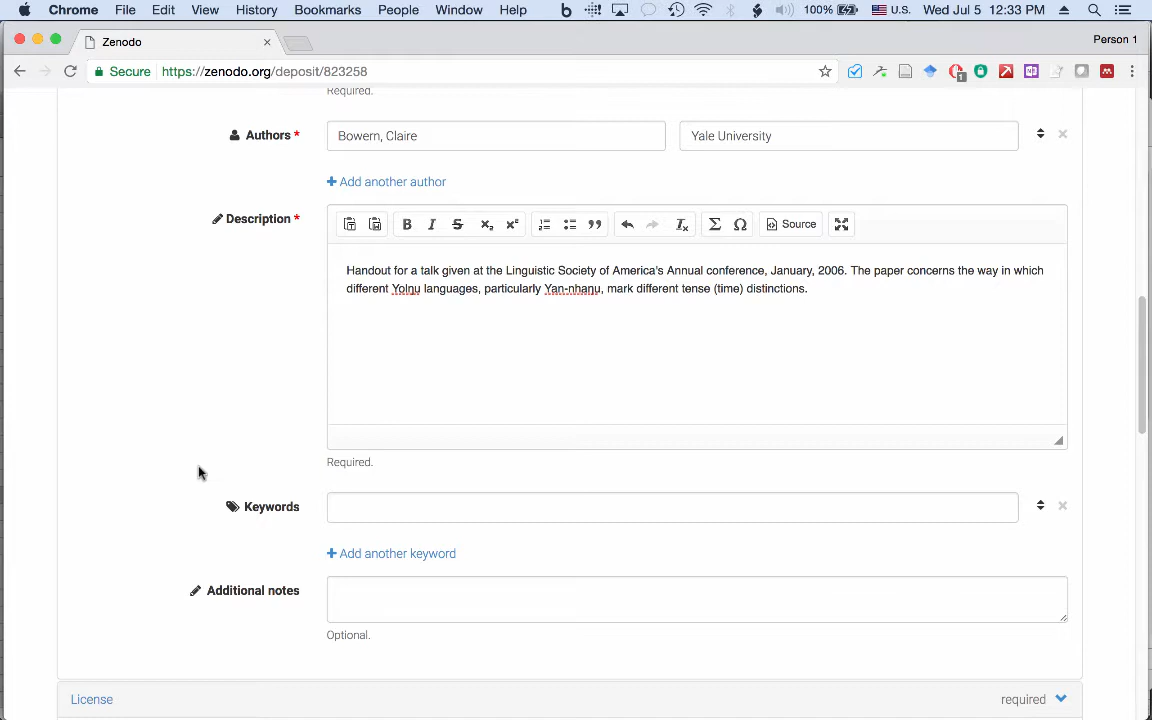 Chrome File Edit View History Bookmarks People Window Help 100% U.S. Wed Jul 5 12:33 PM
Zenodo Person 1
Secure https://zenodo.org/deposit/823258
Required.
Authors * Bowern, Claire Yale University
Add another author
Description * Source
Handout for a talk given at the Linguistic Society of America's Annual conference, January, 2006. The paper concerns the way in which
different Yolŋu languages, particularly Yan-nhaŋu, mark different tense (time) distinctions.
Required.
Keywords
Add another keyword
Additional notes
Optional.
License required